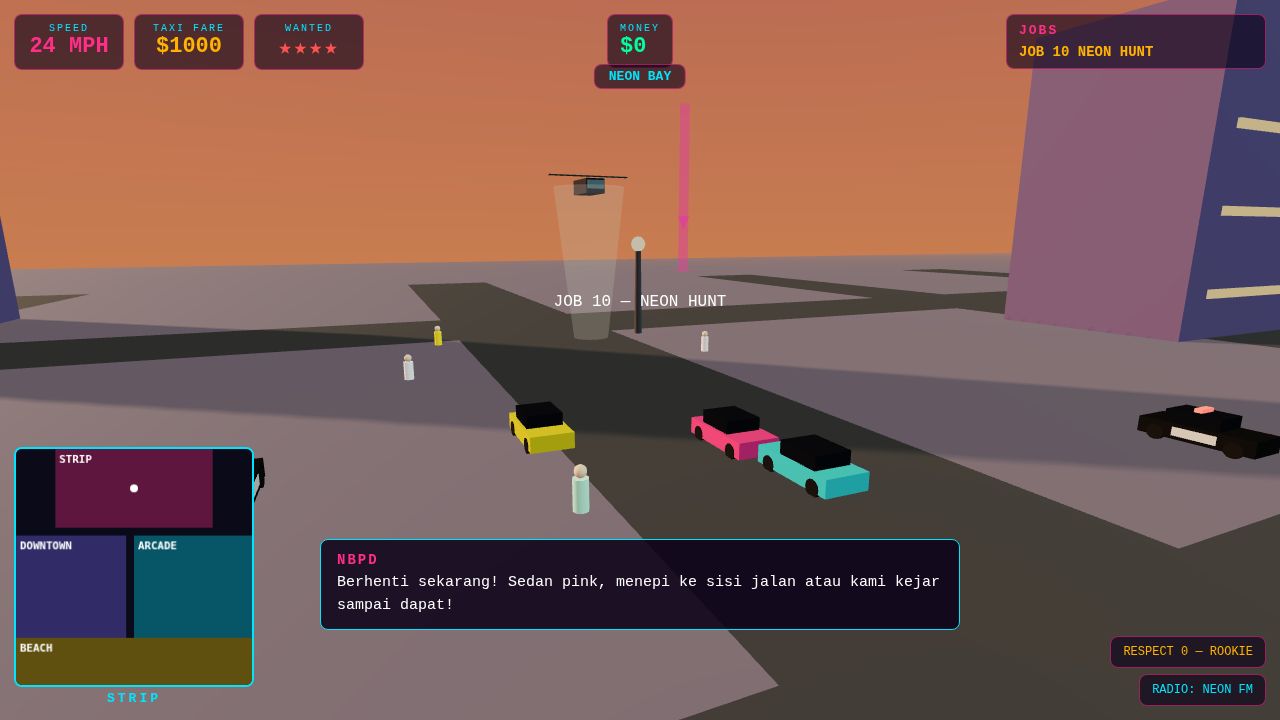 SPEED
24 MPH
TAXI FARE
$1000
WANTED
★★★★
MONEY
$0
NEON BAY
JOBS
JOB 10 NEON HUNT
JOB 10 — NEON HUNT
STRIP
DOWNTOWN
ARCADE
BEACH
STRIP
NBPD
Berhenti sekarang! Sedan pink, menepi ke sisi jalan atau kami kejar
sampai dapat!
RESPECT 0 — ROOKIE
RADIO: NEON FM